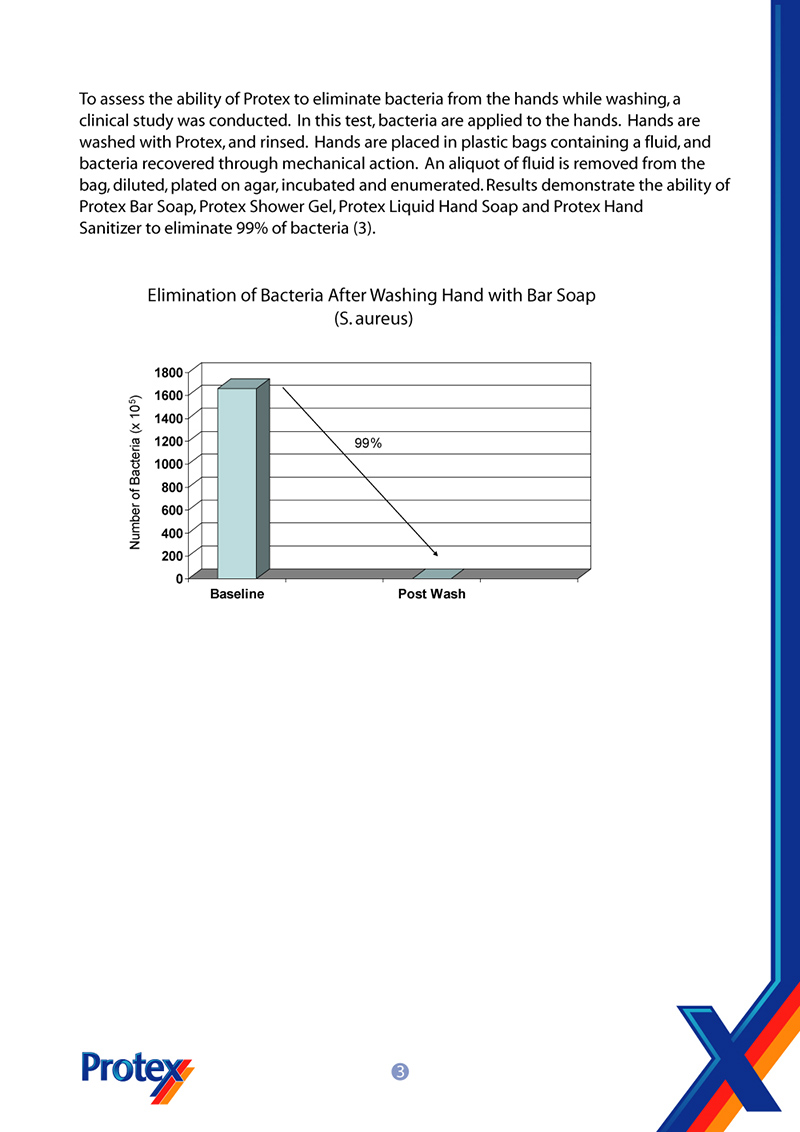 To assess the ability of Protex to eliminate bacteria from the hands while washing, a
clinical study was conducted. In this test, bacteria are applied to the hands. Hands are
washed with Protex, and rinsed. Hands are placed in plastic bags containing a fluid, and
bacteria recovered through mechanical action. An aliquot of fluid is removed from the
bag, diluted, plated on agar, incubated and enumerated. Results demonstrate the ability of
Protex Bar Soap, Protex Shower Gel, Protex Liquid Hand Soap and Protex Hand
Sanitizer to eliminate 99% of bacteria (3).
Elimination of Bacteria After Washing Hand with Bar Soap
(S. aureus)
Number of Bacteria (x 10⁵)
1800
1600
1400
1200
1000
800
600
400
200
0
99%
Baseline Post Wash
Protex
3
X